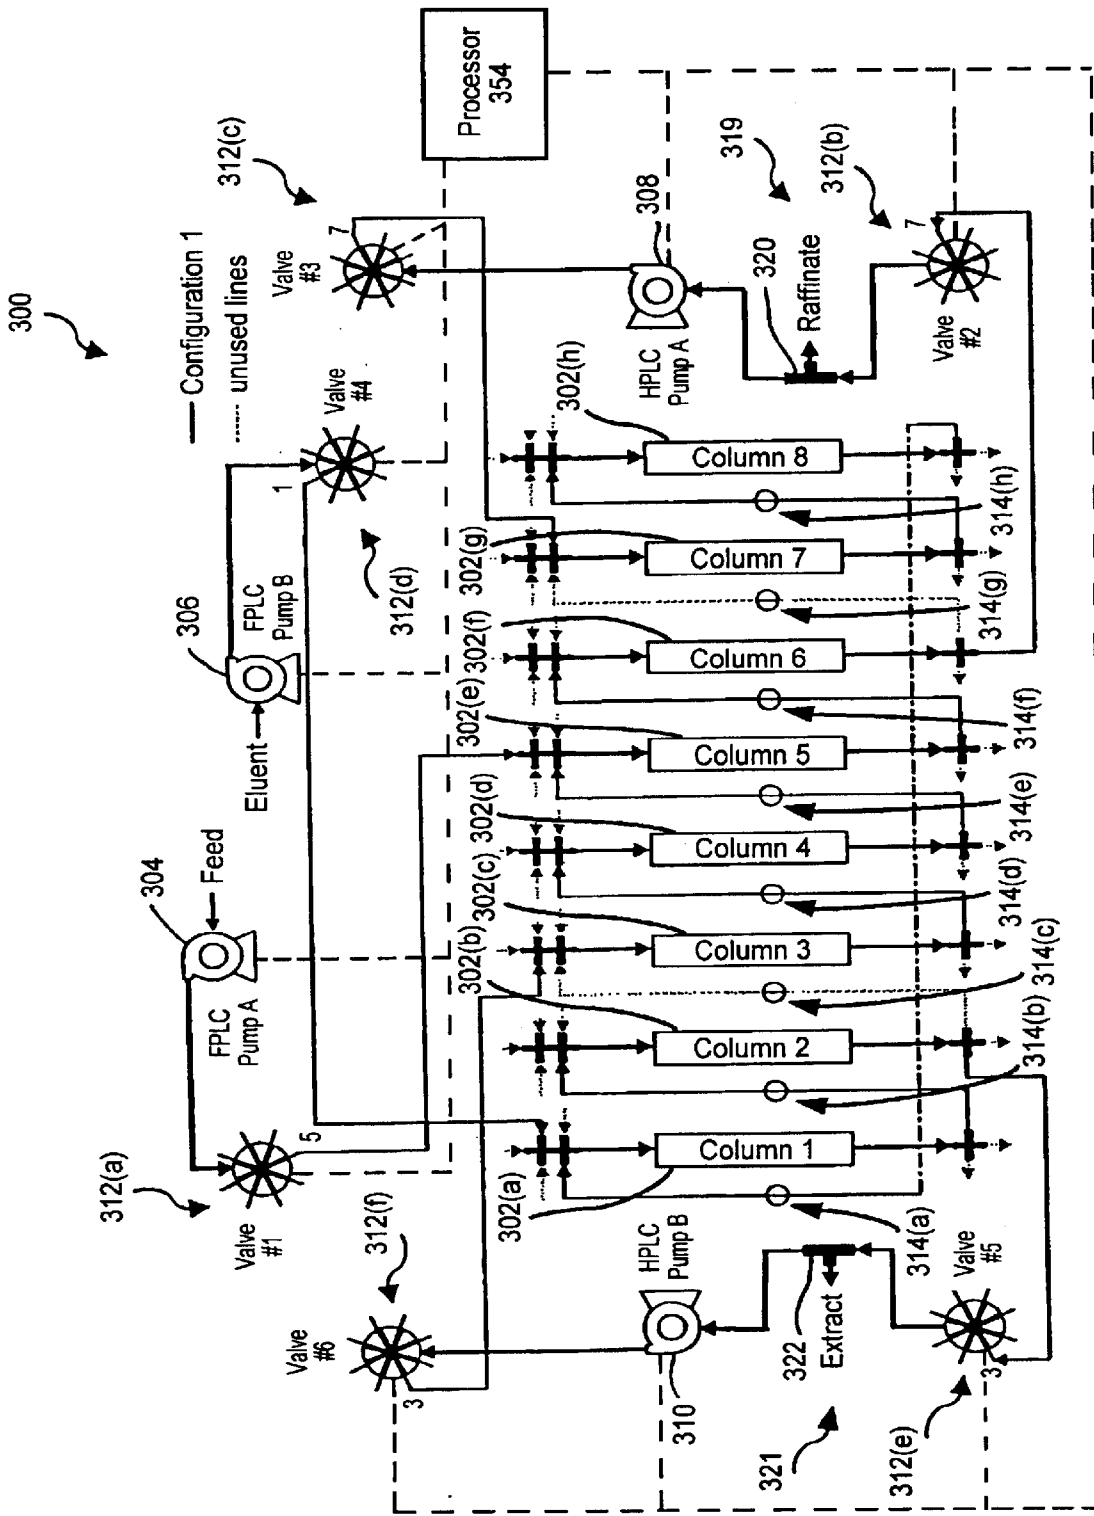 300
Configuration 1
unused lines
Processor
354
312(c)
7
Valve
#3
Valve
#4
1
312(d)
306
FPLC
Pump B
Eluent
304
Feed
FPLC
Pump A
312(a)
5
Valve
#1
312(f)
Valve
#6
3
302(a)
302(b)
302(c)
302(d)
302(e)
302(f)
302(g)
302(h)
Column 1
Column 2
Column 3
Column 4
Column 5
Column 6
Column 7
Column 8
308
HPLC
Pump A
319
320
Raffinate
312(b)
7
Valve
#2
HPLC
Pump B
310
322
Extract
321
Valve
#5
3
312(e)
314(a)
314(b)
314(c)
314(d)
314(e)
314(f)
314(g)
314(h)